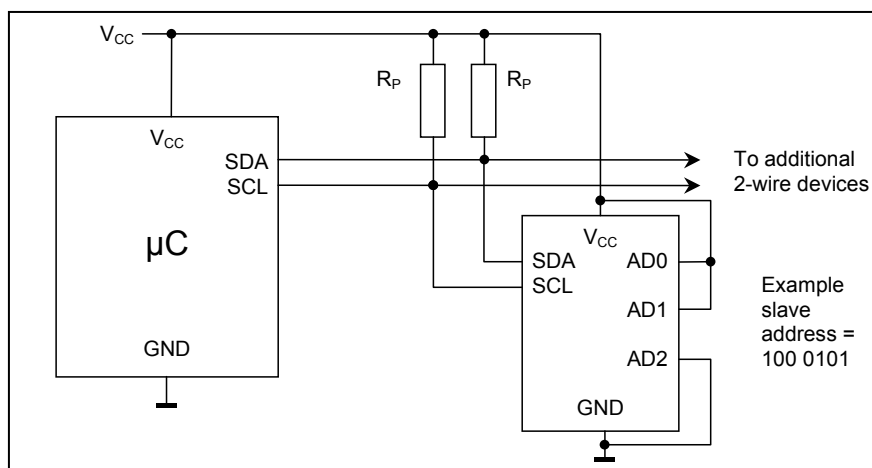 VCC
RP
RP
VCC
SDA
SCL
µC
GND
To additional
2-wire devices
VCC
SDA
SCL
AD0
AD1
AD2
GND
Example
slave
address =
100 0101